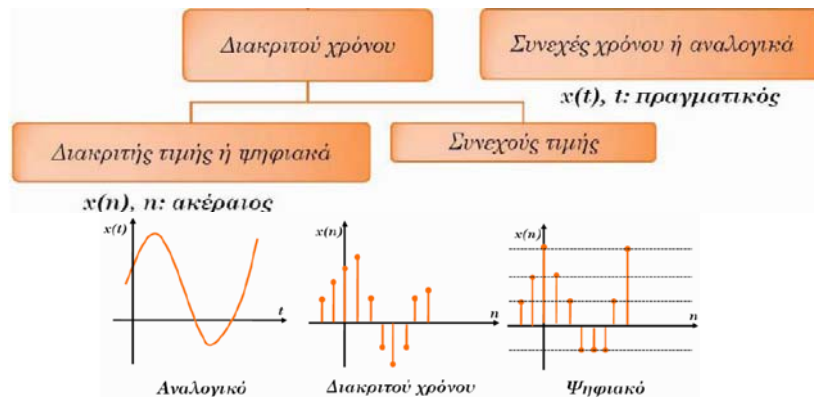 Διακριτού χρόνου
Συνεχές χρόνου ή αναλογικά
x(t), t: πραγματικός
Διακριτής τιμής ή ψηφιακά
Συνεχούς τιμής
x(n), n: ακέραιος
x(t)
t
Αναλογικό
x(n)
n
Διακριτού χρόνου
x(n)
n
Ψηφιακό